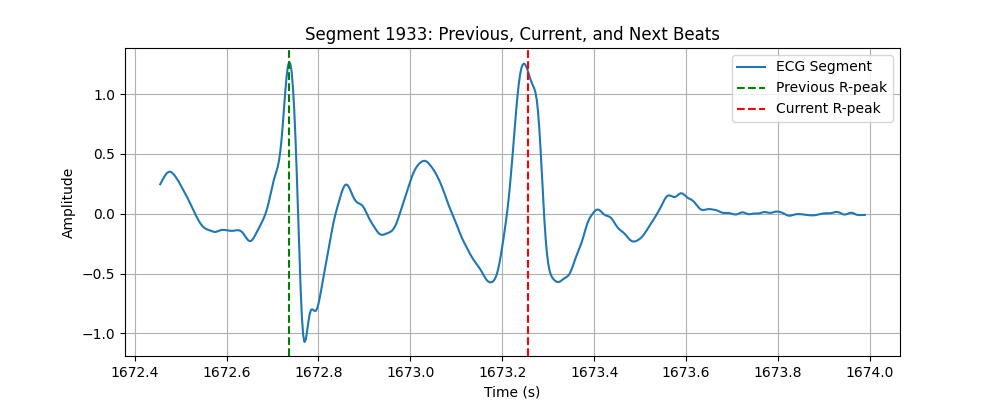 Segment 1933: Previous, Current, and Next Beats
ECG Segment
Previous R-peak
Current R-peak
1.0
0.5
0.0
−0.5
−1.0
Amplitude
1672.4 1672.6 1672.8 1673.0 1673.2 1673.4 1673.6 1673.8 1674.0
Time (s)